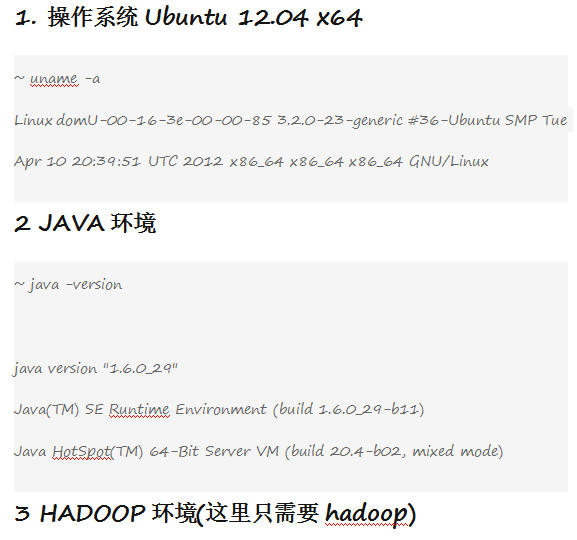 1. 操作系统 Ubuntu 12.04 x64
~ uname -a
Linux domU-00-16-3e-00-00-85 3.2.0-23-generic #36-Ubuntu SMP Tue
Apr 10 20:39:51 UTC 2012 x86_64 x86_64 x86_64 GNU/Linux
2 JAVA 环境
~ java -version
java version "1.6.0_29"
Java(TM) SE Runtime Environment (build 1.6.0_29-b11)
Java HotSpot(TM) 64-Bit Server VM (build 20.4-b02, mixed mode)
3 HADOOP 环境(这里只需要 hadoop)